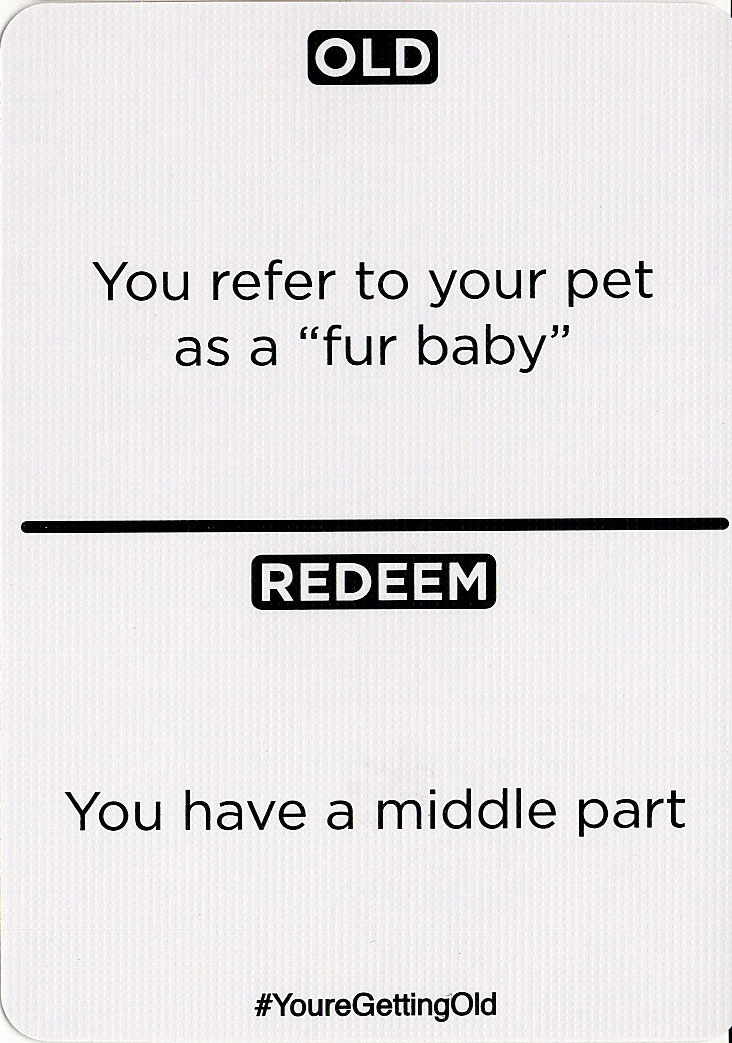 OLD
You refer to your pet
as a “fur baby”
REDEEM
You have a middle part
#YoureGettingOld